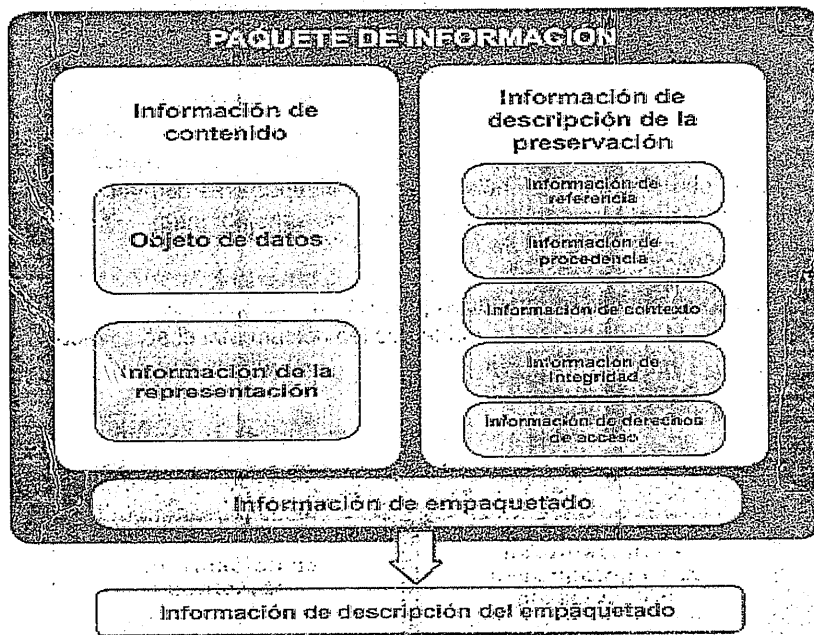 PAQUETE DE INFORMACIÓN
Información de
contenido
Objeto de datos
Información de la
representación
Información de
descripción de la
preservación
Información de
referencia
Información de
procedencia
Información de contexto
Información de
integridad
Información de derechos
de acceso
Información de empaquetado
Información de descripción del empaquetado